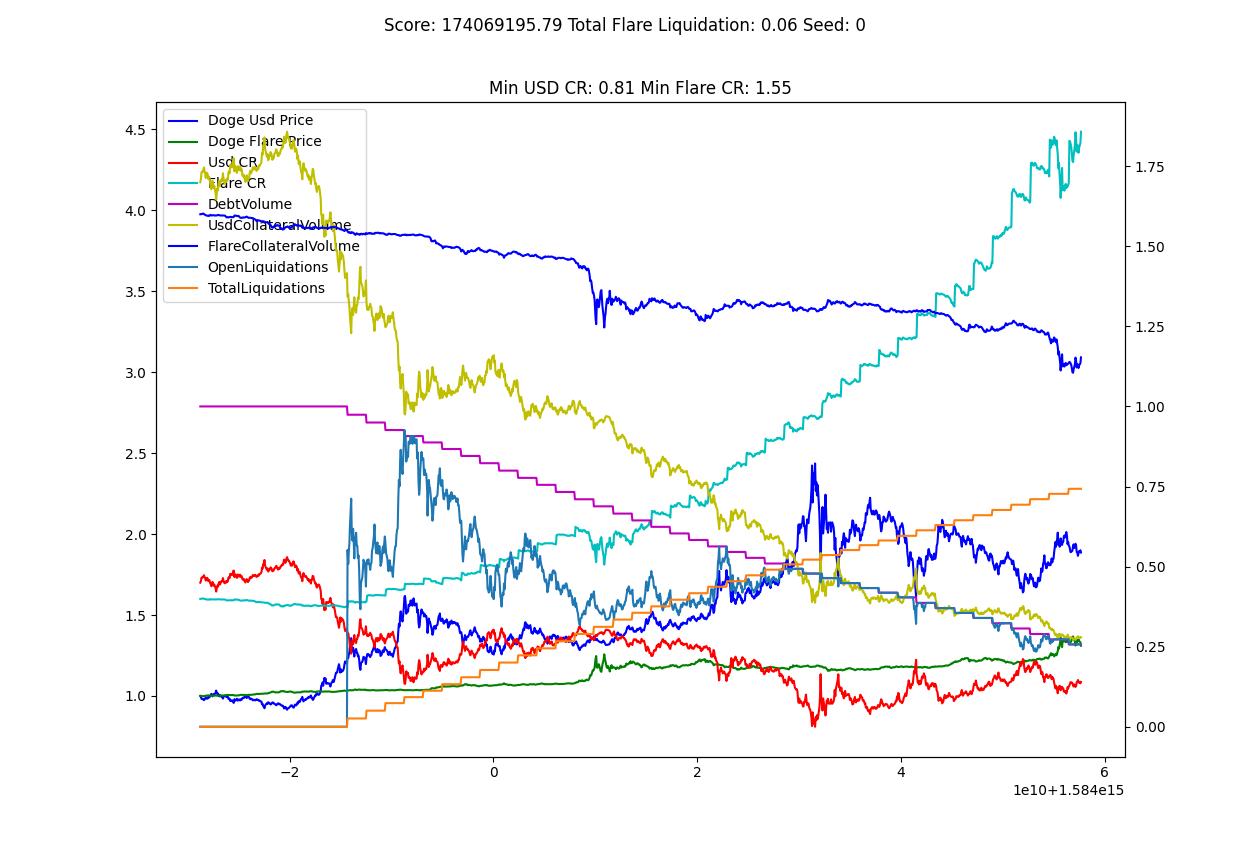 Score: 174069195.79 Total Flare Liquidation: 0.06 Seed: 0
Min USD CR: 0.81 Min Flare CR: 1.55
Doge Usd Price
Doge Flare Price
Usd CR
Flare CR
DebtVolume
UsdCollateralVolume
FlareCollateralVolume
OpenLiquidations
TotalLiquidations
4.5
4.0
3.5
3.0
2.5
2.0
1.5
1.0
1.75
1.50
1.25
1.00
0.75
0.50
0.25
0.00
−2
0
2
4
6
1e10+1.584e15